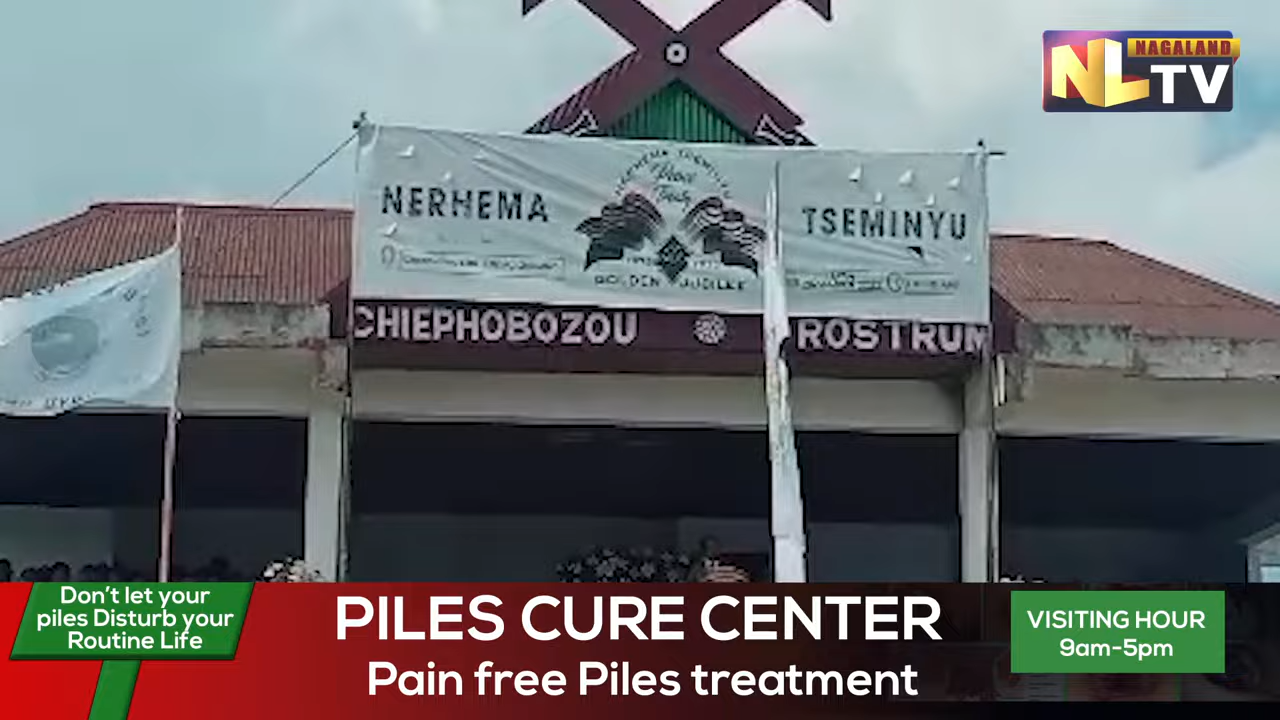 NAGALAND
NLTV
NERHEMA
TSEMINYU
GOLDEN JUBILEE
CHIEPHOBOZOU
ROSTRUM
Don't let your
piles Disturb your
Routine Life
PILES CURE CENTER
Pain free Piles treatment
VISITING HOUR
9am-5pm